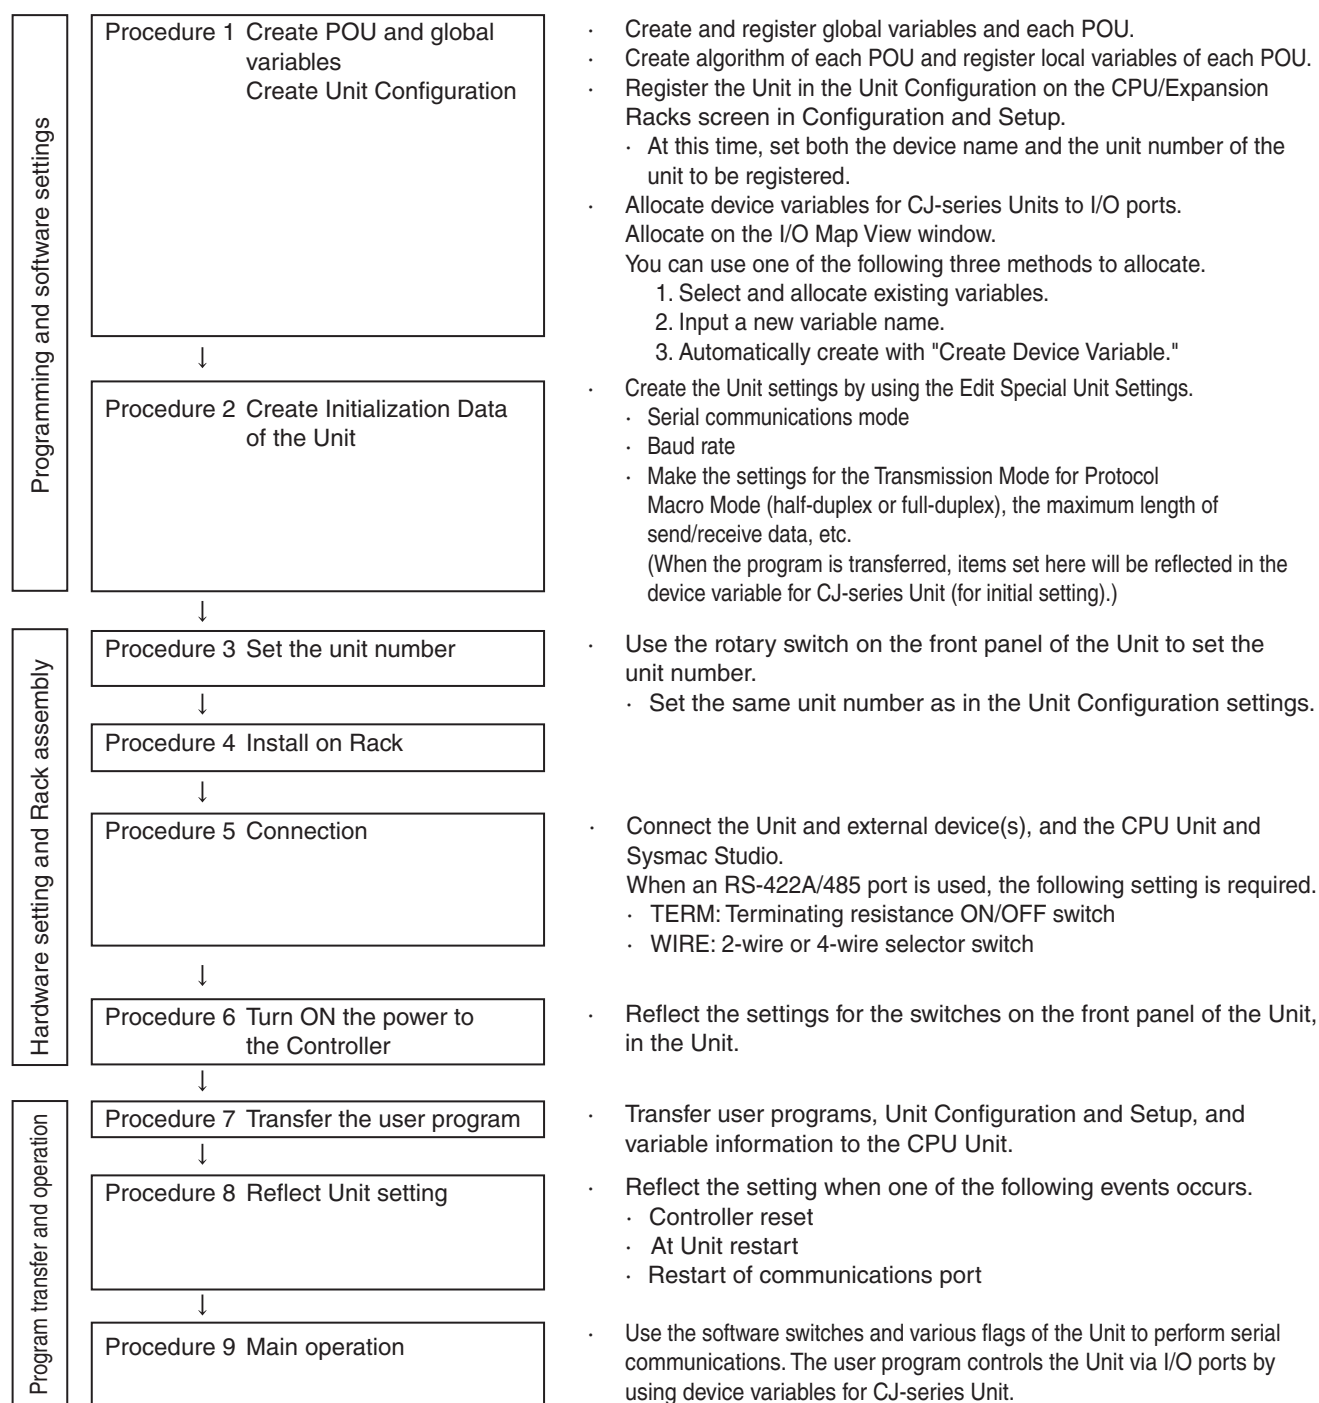 Programming and software settings
Procedure 1 Create POU and global
variables
Create Unit Configuration
· Create and register global variables and each POU.
· Create algorithm of each POU and register local variables of each POU.
· Register the Unit in the Unit Configuration on the CPU/Expansion
Racks screen in Configuration and Setup.
· At this time, set both the device name and the unit number of the
unit to be registered.
· Allocate device variables for CJ-series Units to I/O ports.
Allocate on the I/O Map View window.
You can use one of the following three methods to allocate.
1. Select and allocate existing variables.
2. Input a new variable name.
3. Automatically create with "Create Device Variable."
↓
Procedure 2 Create Initialization Data
of the Unit
· Create the Unit settings by using the Edit Special Unit Settings.
· Serial communications mode
· Baud rate
· Make the settings for the Transmission Mode for Protocol
Macro Mode (half-duplex or full-duplex), the maximum length of
send/receive data, etc.
(When the program is transferred, items set here will be reflected in the
device variable for CJ-series Unit (for initial setting).)
↓
Hardware setting and Rack assembly
Procedure 3 Set the unit number
· Use the rotary switch on the front panel of the Unit to set the
unit number.
· Set the same unit number as in the Unit Configuration settings.
↓
Procedure 4 Install on Rack
↓
Procedure 5 Connection
· Connect the Unit and external device(s), and the CPU Unit and
Sysmac Studio.
When an RS-422A/485 port is used, the following setting is required.
· TERM: Terminating resistance ON/OFF switch
· WIRE: 2-wire or 4-wire selector switch
↓
Procedure 6 Turn ON the power to
the Controller
· Reflect the settings for the switches on the front panel of the Unit,
in the Unit.
↓
Program transfer and operation
Procedure 7 Transfer the user program
· Transfer user programs, Unit Configuration and Setup, and
variable information to the CPU Unit.
↓
Procedure 8 Reflect Unit setting
· Reflect the setting when one of the following events occurs.
· Controller reset
· At Unit restart
· Restart of communications port
↓
Procedure 9 Main operation
· Use the software switches and various flags of the Unit to perform serial
communications. The user program controls the Unit via I/O ports by
using device variables for CJ-series Unit.